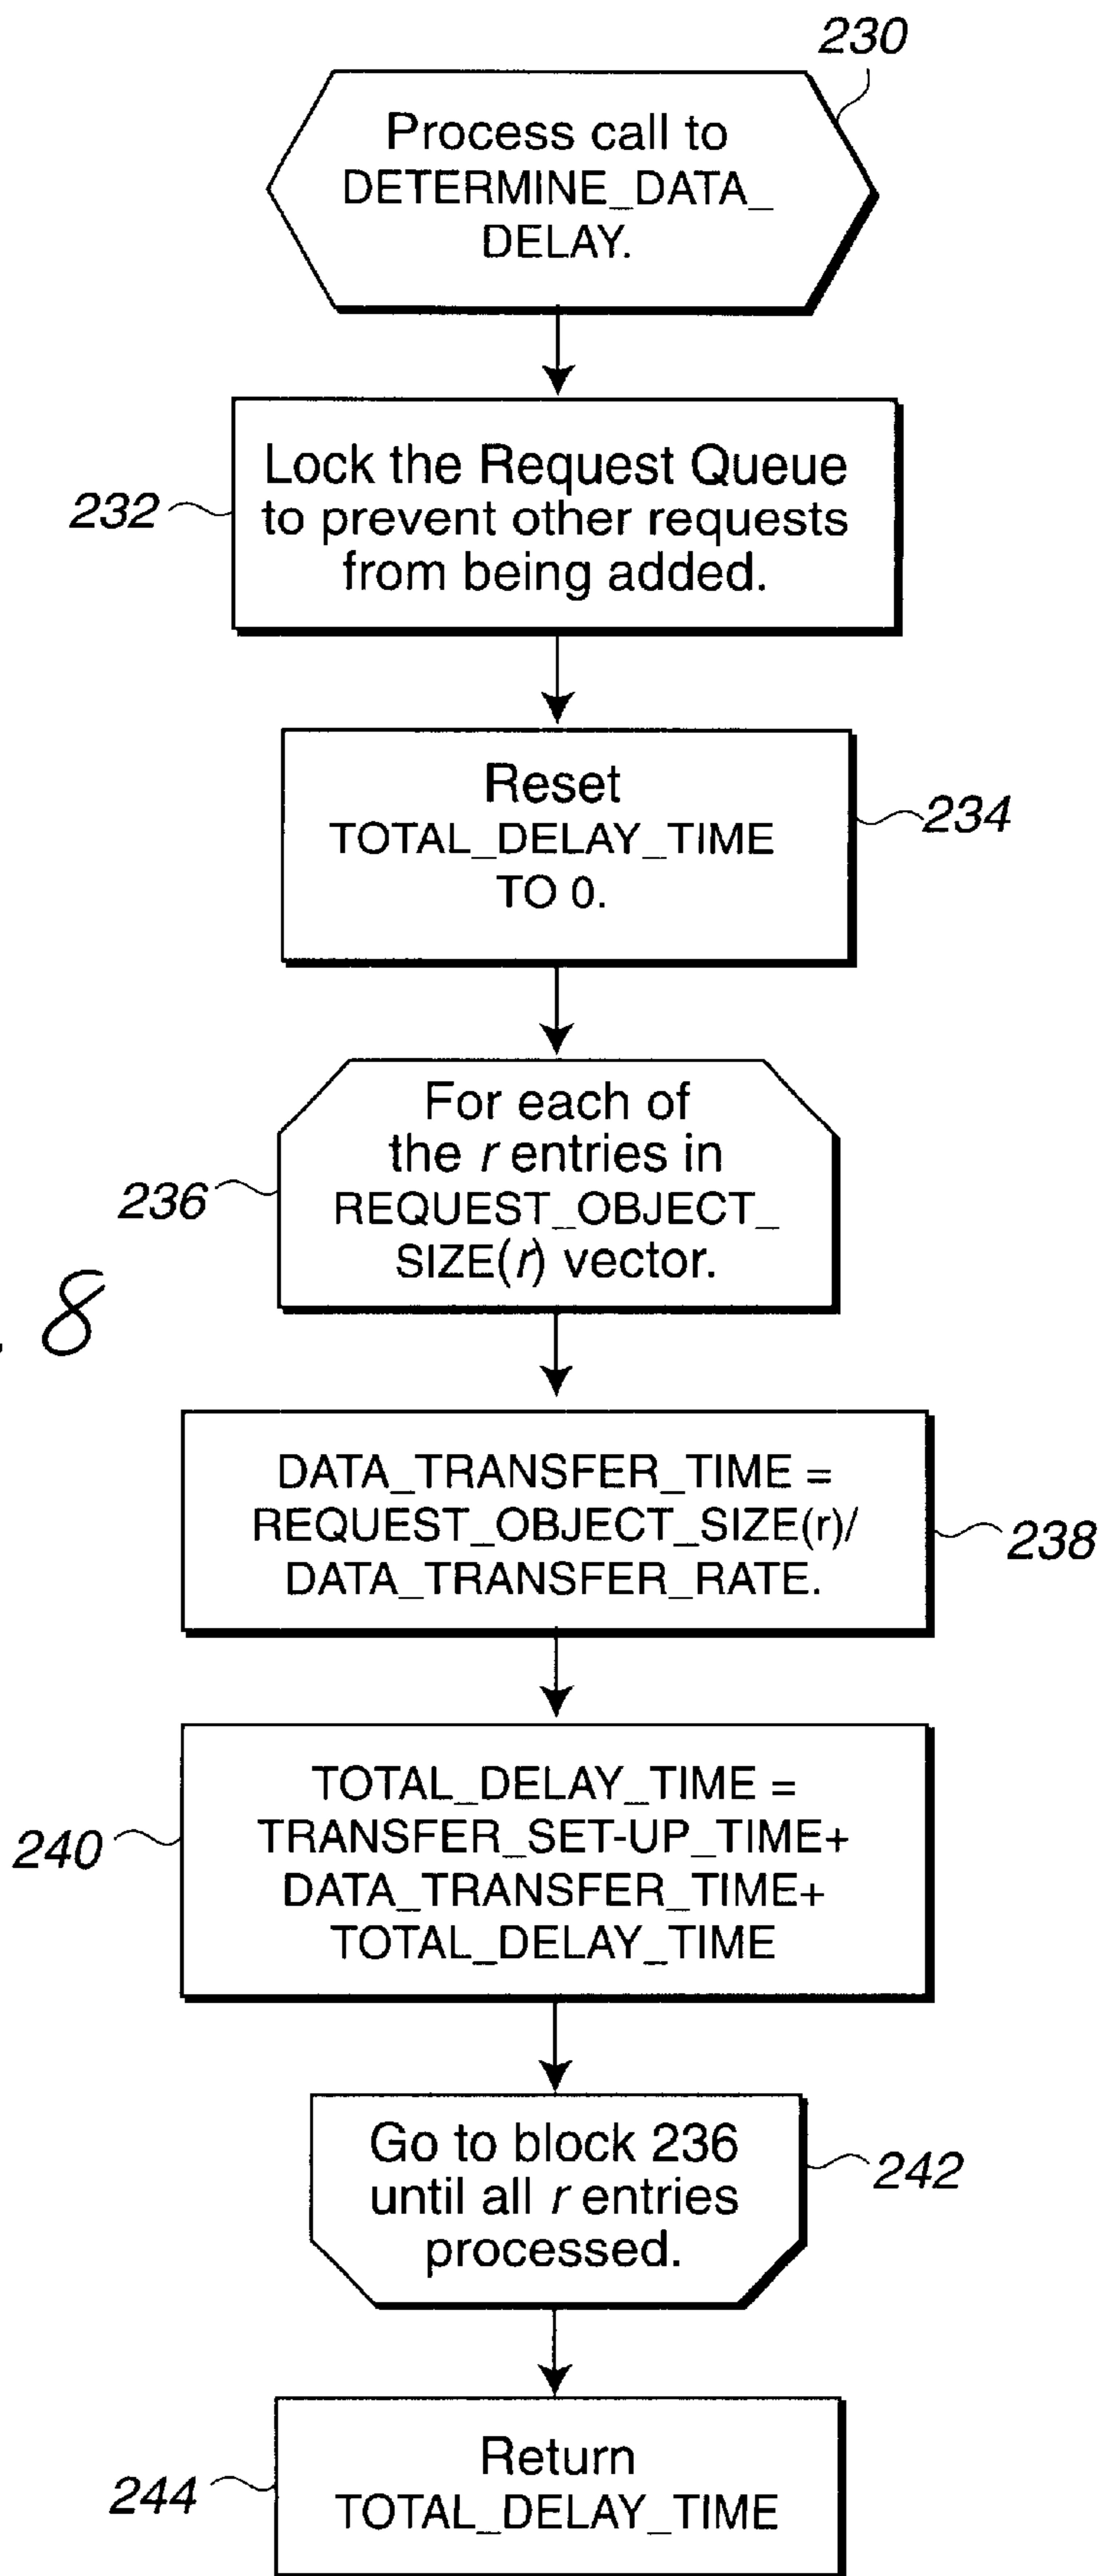 230
Process call to
DETERMINE_DATA_
DELAY.
232
Lock the Request Queue
to prevent other requests
from being added.
Reset
TOTAL_DELAY_TIME
TO 0.
234
236
For each of
the r entries in
REQUEST_OBJECT_
SIZE(r) vector.
. 8
DATA_TRANSFER_TIME =
REQUEST_OBJECT_SIZE(r)/
DATA_TRANSFER_RATE.
238
240
TOTAL_DELAY_TIME =
TRANSFER_SET-UP_TIME+
DATA_TRANSFER_TIME+
TOTAL_DELAY_TIME
Go to block 236
until all r entries
processed.
242
244
Return
TOTAL_DELAY_TIME